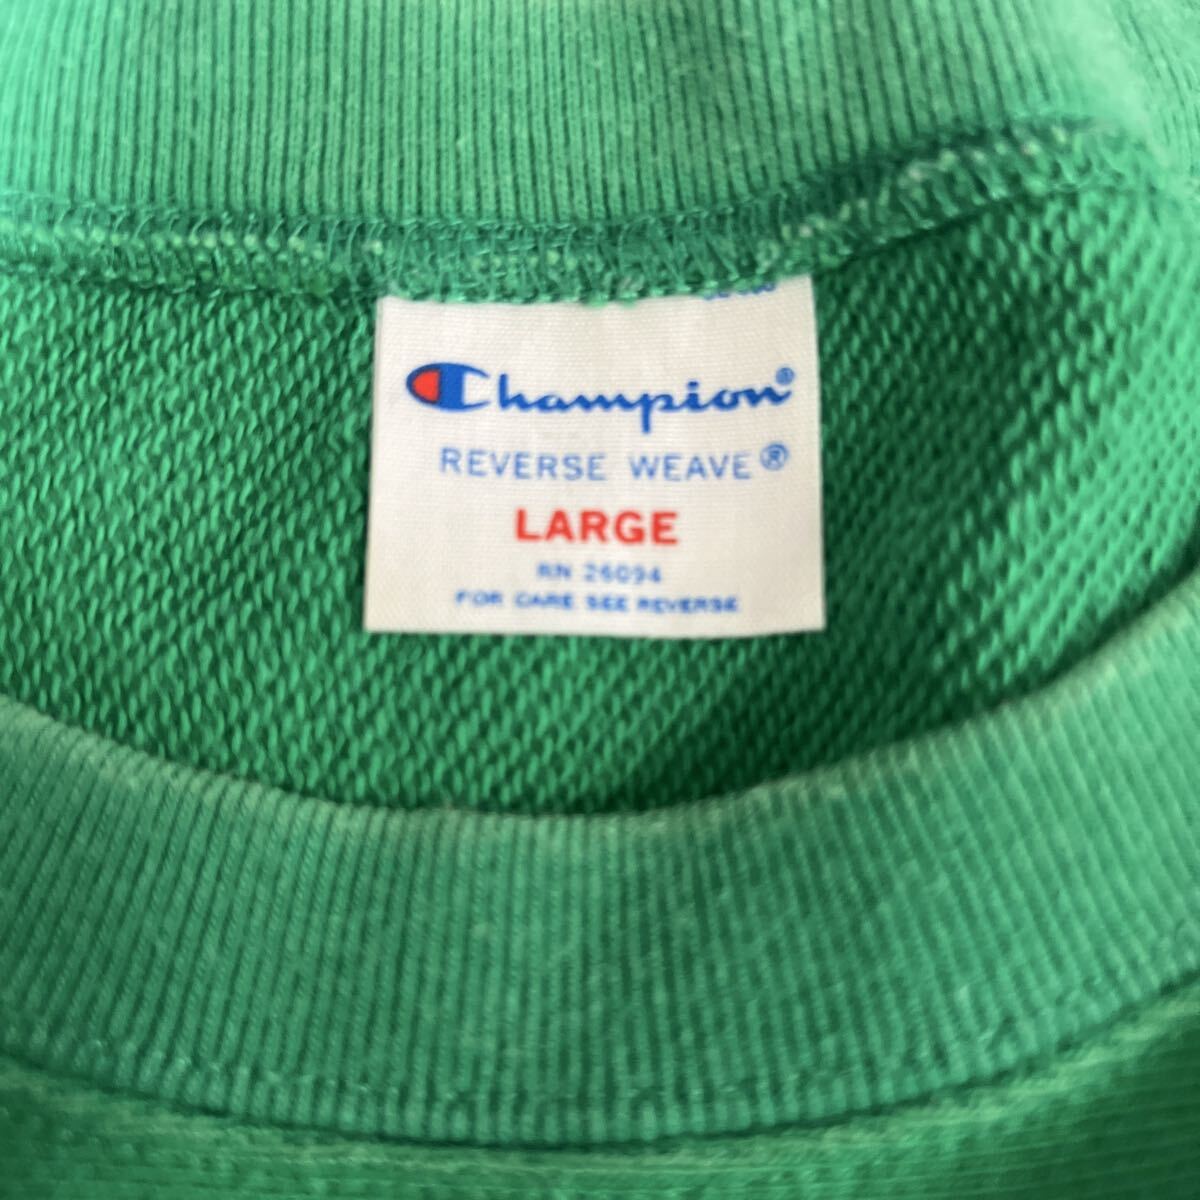 Champion®
REVERSE WEAVE®
LARGE
RN 26094
FOR CARE SEE REVERSE